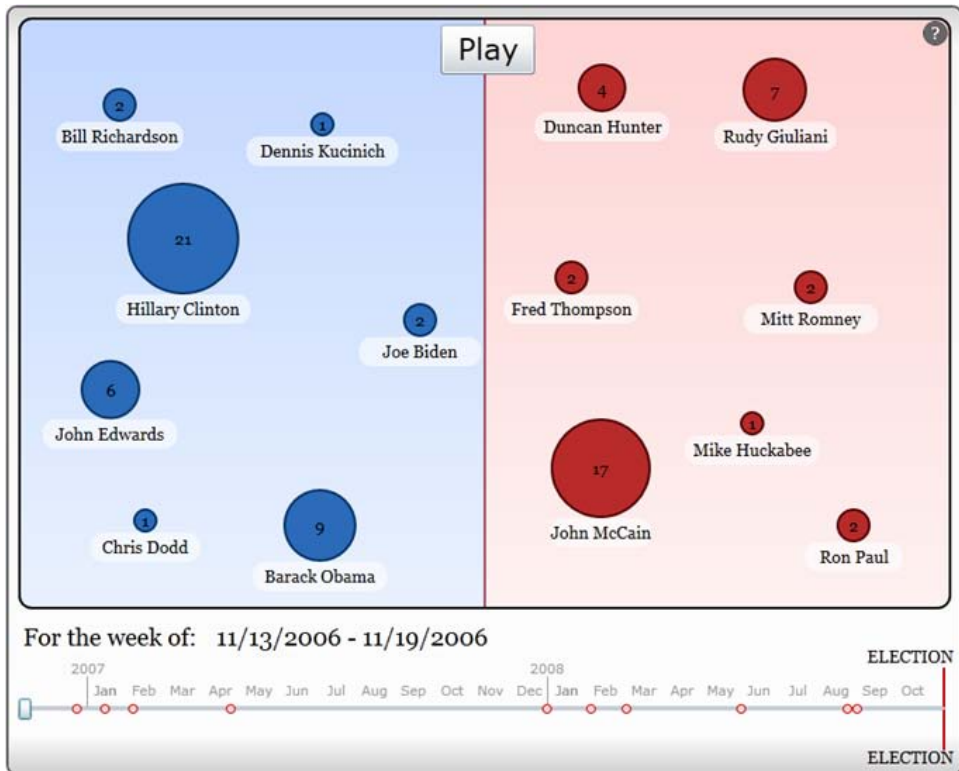 Play
?
2
Bill Richardson
1
Dennis Kucinich
21
Hillary Clinton
2
Joe Biden
6
John Edwards
1
Chris Dodd
9
Barack Obama
4
Duncan Hunter
7
Rudy Giuliani
2
Fred Thompson
2
Mitt Romney
1
Mike Huckabee
17
John McCain
2
Ron Paul
For the week of: 11/13/2006 - 11/19/2006
ELECTION
2007 2008
Jan Feb Mar Apr May Jun Jul Aug Sep Oct Nov Dec Jan Feb Mar Apr May Jun Jul Aug Sep Oct
ELECTION